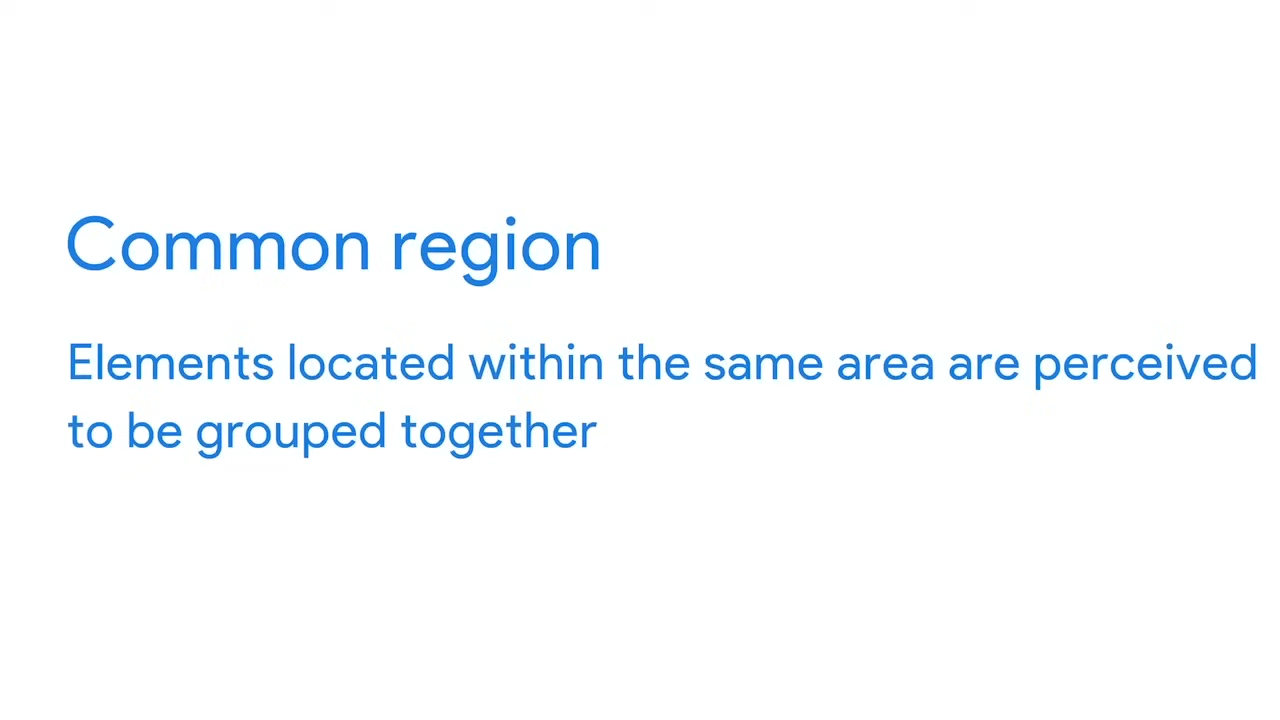 Common region
Elements located within the same area are perceived
to be grouped together